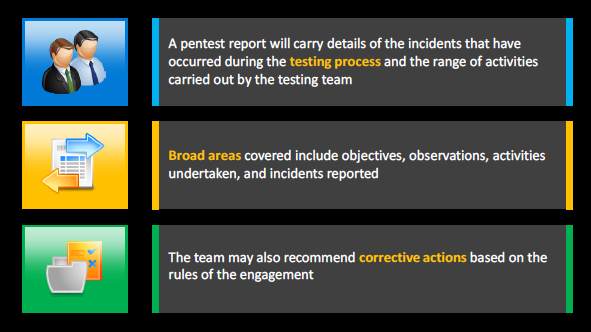 A pentest report will carry details of the incidents that have
occurred during the testing process and the range of activities
carried out by the testing team
Broad areas covered include objectives, observations, activities
undertaken, and incidents reported
The team may also recommend corrective actions based on the
rules of the engagement